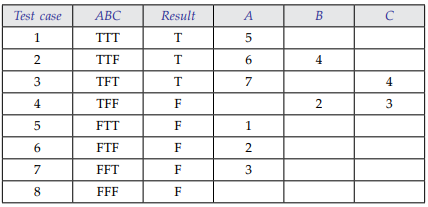 Test case ABC Result A B C
1 TTT T 5
2 TTF T 6 4
3 TFT T 7 4
4 TFF F 2 3
5 FTT F 1
6 FTF F 2
7 FFT F 3
8 FFF F